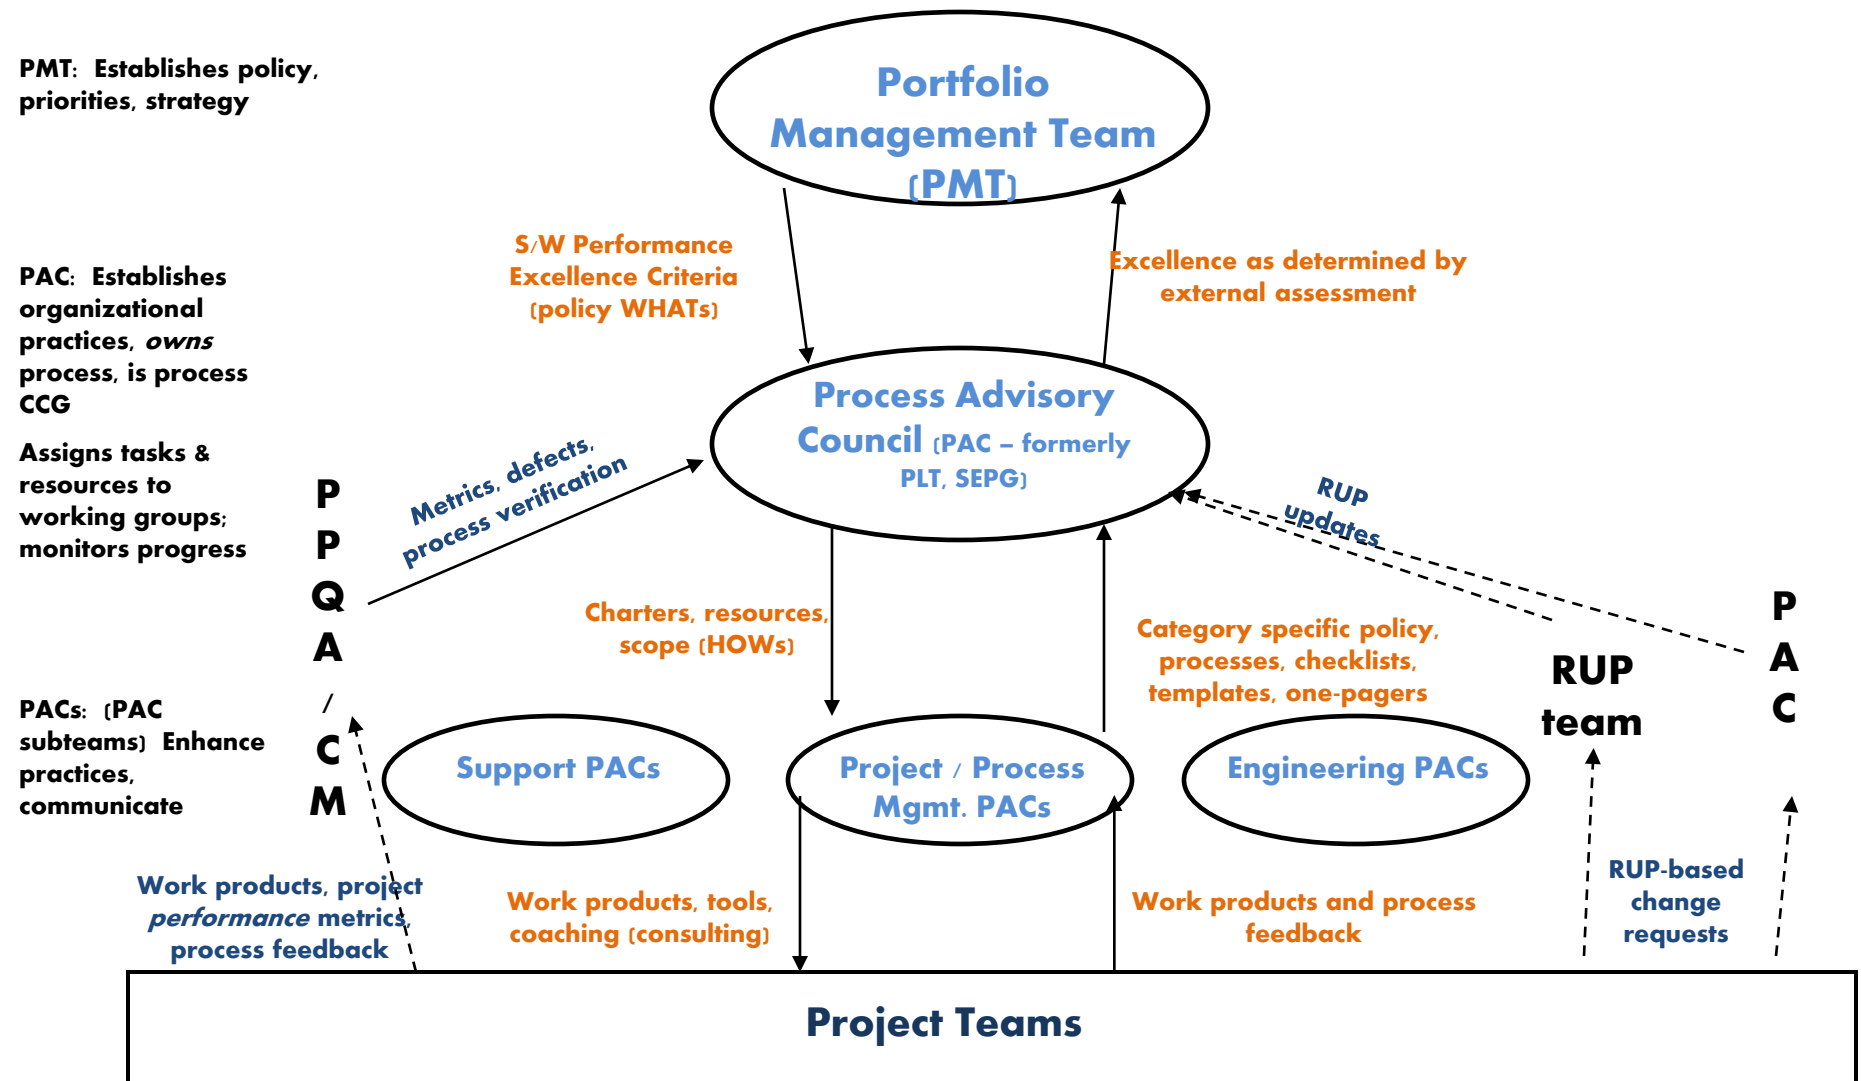 PMT:  Establishes policy,
priorities, strategy
Portfolio
Management Team
(PMT)
S/W Performance
Excellence Criteria
(policy WHATs)
Excellence as determined by
external assessment
PAC:  Establishes
organizational
practices, owns
process, is process
CCG
Assigns tasks &
resources to
working groups;
monitors progress
Process Advisory
Council (PAC – formerly
PLT, SEPG)
Metrics, defects,
process verification
RUP
updates
P
P
Q
A
/
C
M
Charters, resources,
scope (HOWs)
Category specific policy,
processes, checklists,
templates, one-pagers
RUP
team
P
A
C
PACs:  (PAC
subteams)  Enhance
practices,
communicate
Support PACs
Project / Process
Mgmt. PACs
Engineering PACs
Work products, project
performance metrics,
process feedback
Work products, tools,
coaching (consulting)
Work products and process
feedback
RUP-based
change
requests
Project Teams